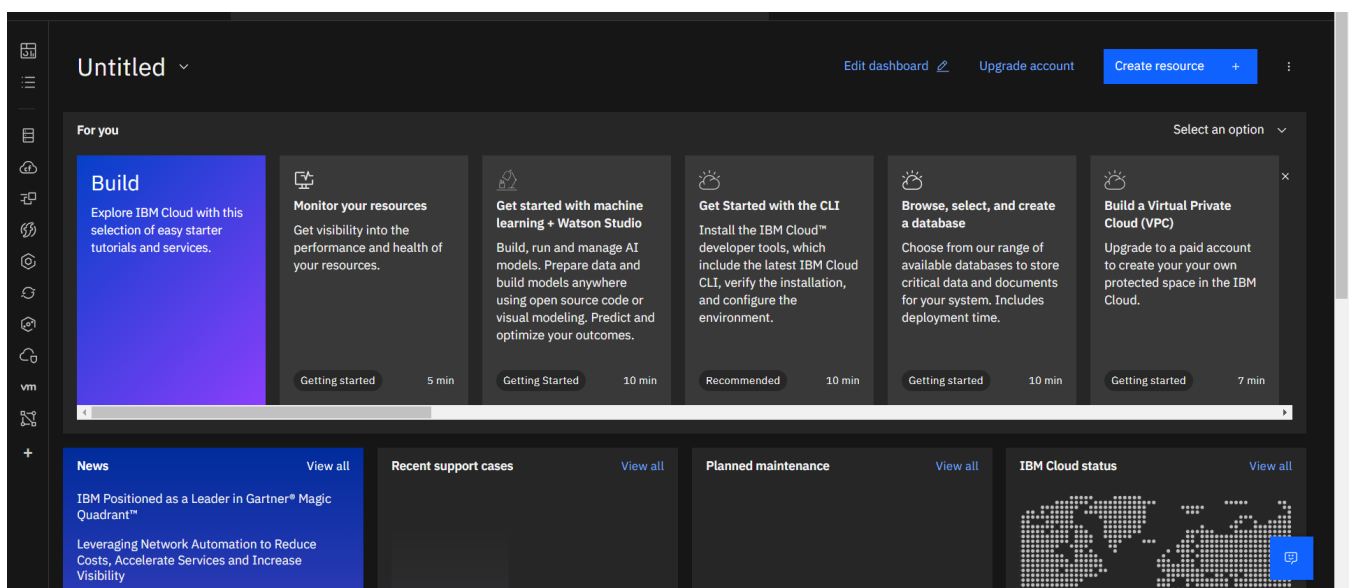 Untitled
Edit dashboard
Upgrade account
Create resource +
For you
Select an option
Build
Explore IBM Cloud with this
selection of easy starter
tutorials and services.
Monitor your resources
Get visibility into the
performance and health of
your resources.
Getting started
5 min
Get started with machine
learning + Watson Studio
Build, run and manage AI
models. Prepare data and
build models anywhere
using open source code or
visual modeling. Predict and
optimize your outcomes.
Getting Started
10 min
Get Started with the CLI
Install the IBM Cloud™
developer tools, which
include the latest IBM Cloud
CLI, verify the installation,
and configure the
environment.
Recommended
10 min
Browse, select, and create
a database
Choose from our range of
available databases to store
critical data and documents
for your system. Includes
deployment time.
Getting started
10 min
Build a Virtual Private
Cloud (VPC)
Upgrade to a paid account
to create your your own
protected space in the IBM
Cloud.
Getting started
7 min
vm
News
View all
IBM Positioned as a Leader in Gartner® Magic
Quadrant™
Leveraging Network Automation to Reduce
Costs, Accelerate Services and Increase
Visibility
Recent support cases
View all
Planned maintenance
View all
IBM Cloud status
View all